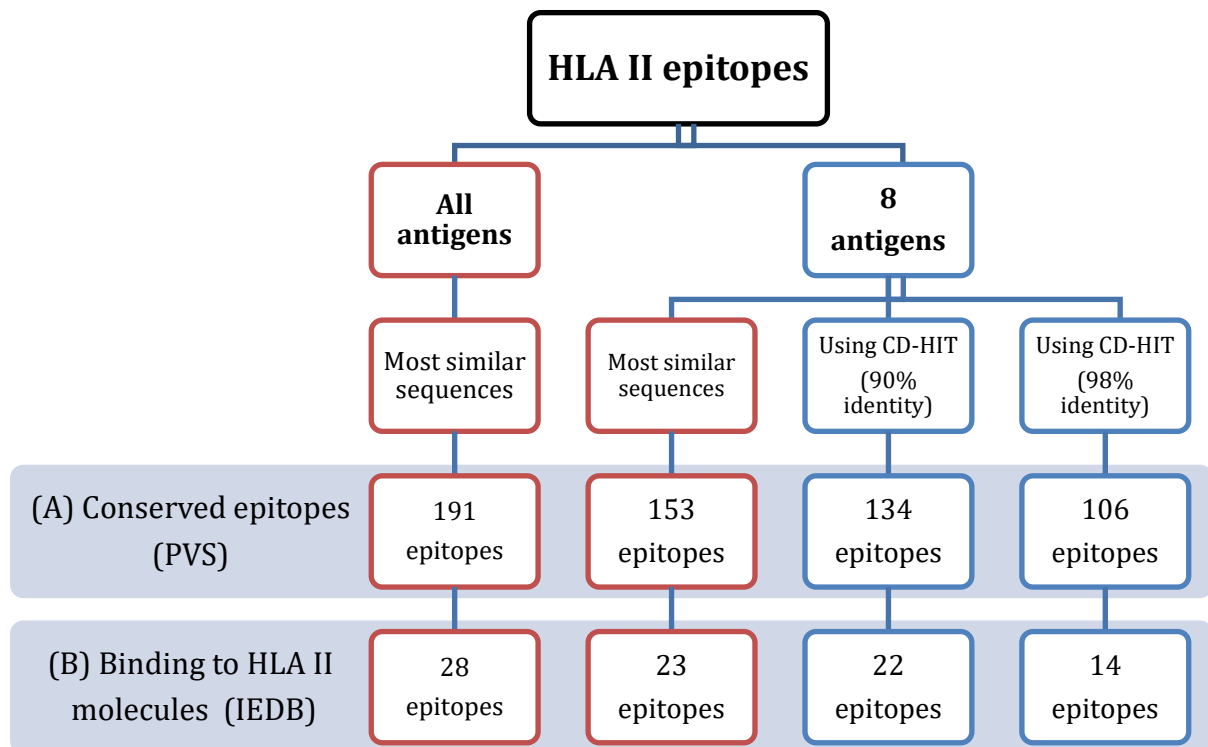 HLA II epitopes
All
antigens
8
antigens
Most similar
sequences
Most similar
sequences
Using CD-HIT
(90%
identity)
Using CD-HIT
(98%
identity)
(A) Conserved epitopes
(PVS)
191
epitopes
153
epitopes
134
epitopes
106
epitopes
(B) Binding to HLA II
molecules (IEDB)
28
epitopes
23
epitopes
22
epitopes
14
epitopes